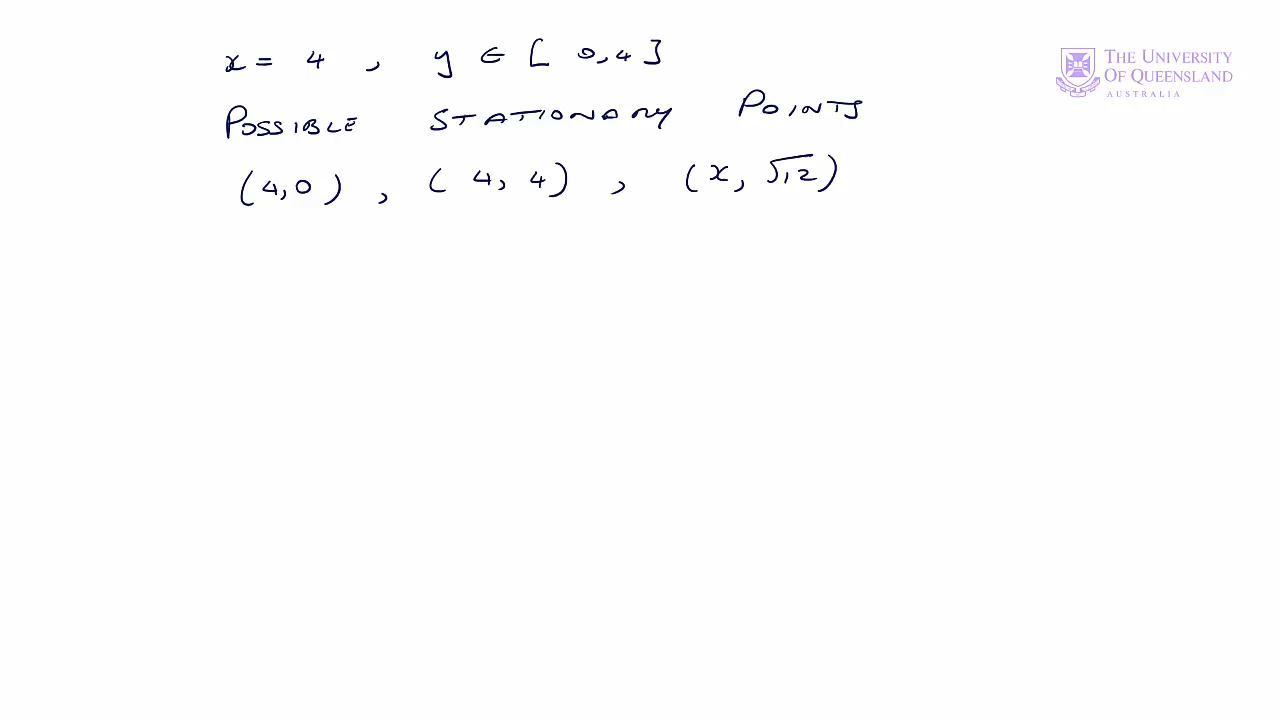 x = 4 , y ∈ [ 0,4 ]
POSSIBLE STATIONARY POINTS
(4,0) , (4,4) , (x, √12)
THE UNIVERSITY
OF QUEENSLAND
AUSTRALIA